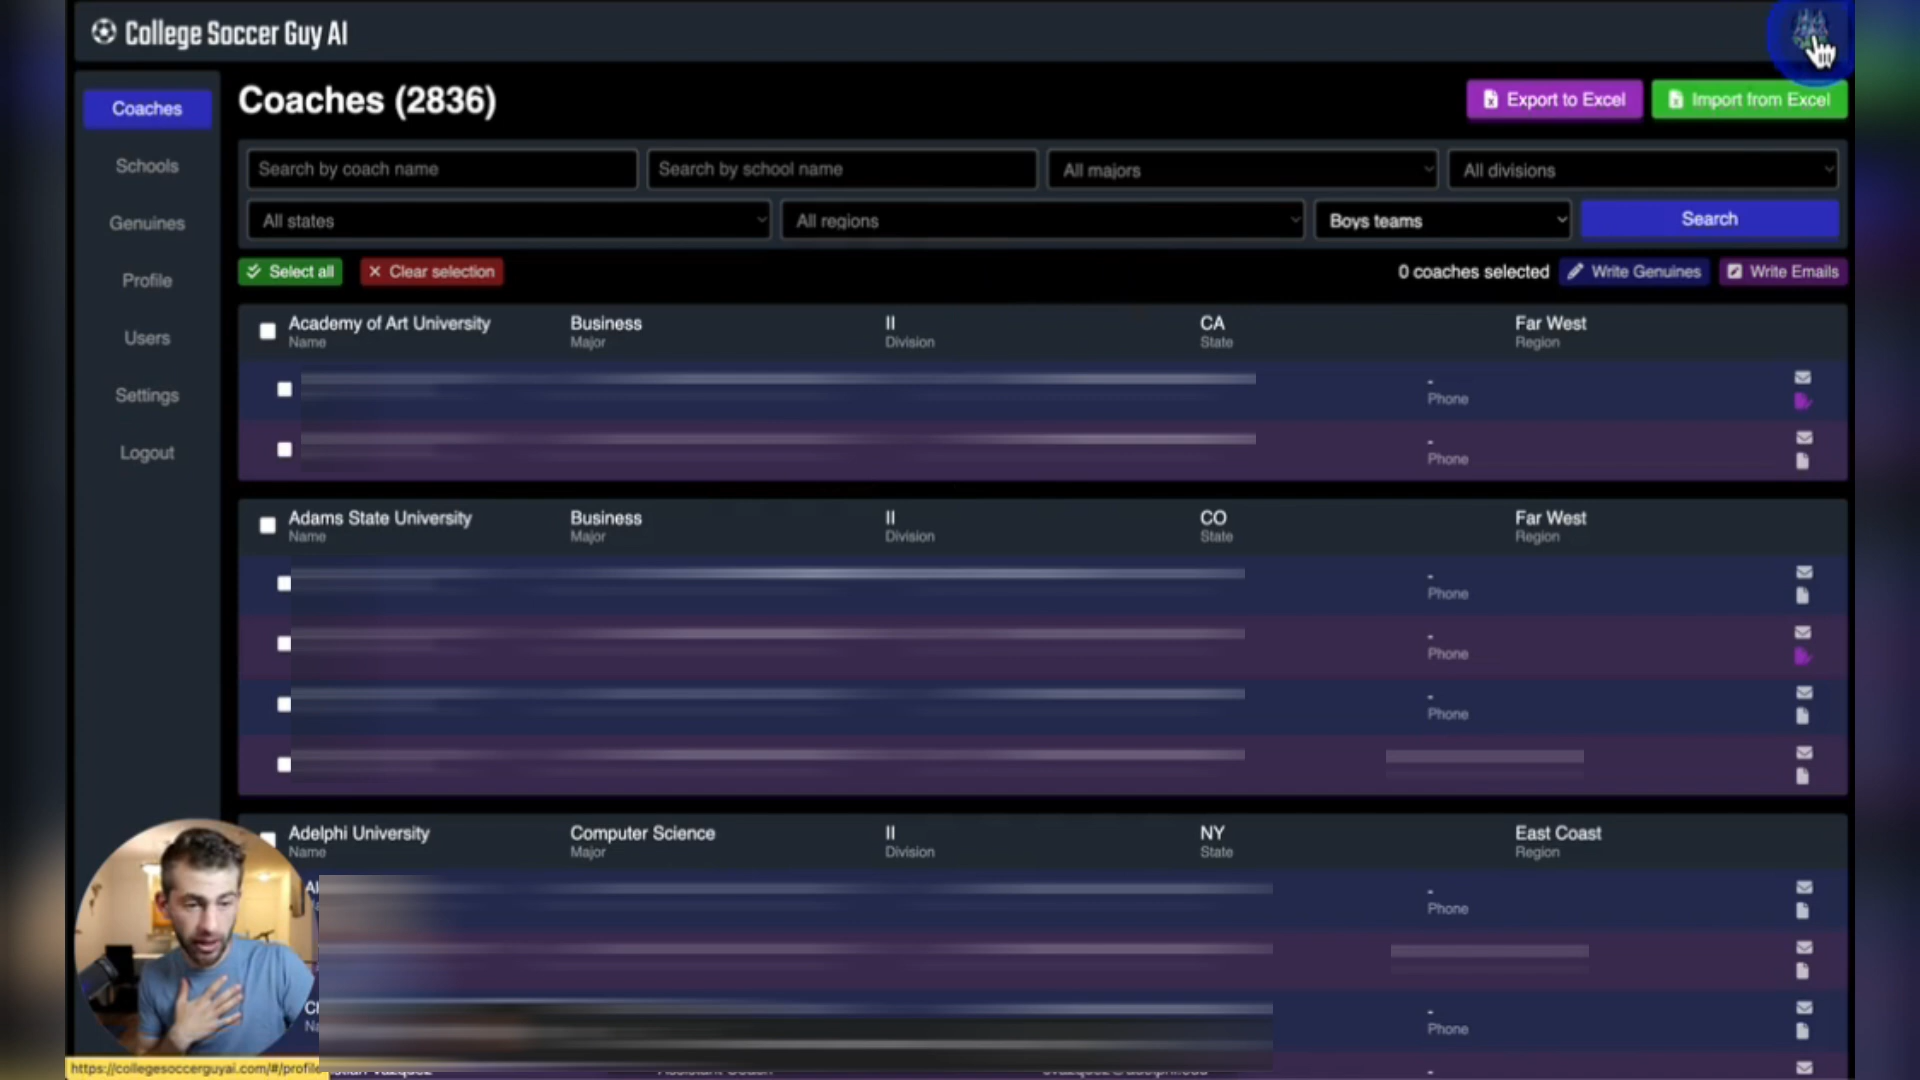 College Soccer Guy AI
Coaches
Schools
Genuines
Profile
Users
Settings
Logout
Coaches (2836)
Export to Excel
Import from Excel
Search by coach name
Search by school name
All majors
All divisions
All states
All regions
Boys teams
Search
Select all
Clear selection
0 coaches selected
Write Genuines
Write Emails
Academy of Art University Business II CA Far West
Name Major Division State Region
-
Phone
-
Phone
Adams State University Business II CO Far West
Name Major Division State Region
-
Phone
-
Phone
-
Phone
Adelphi University Computer Science II NY East Coast
Name Major Division State Region
-
Phone
-
Phone
https://collegesoccerguyai.com/#/profile
Assistant Coach